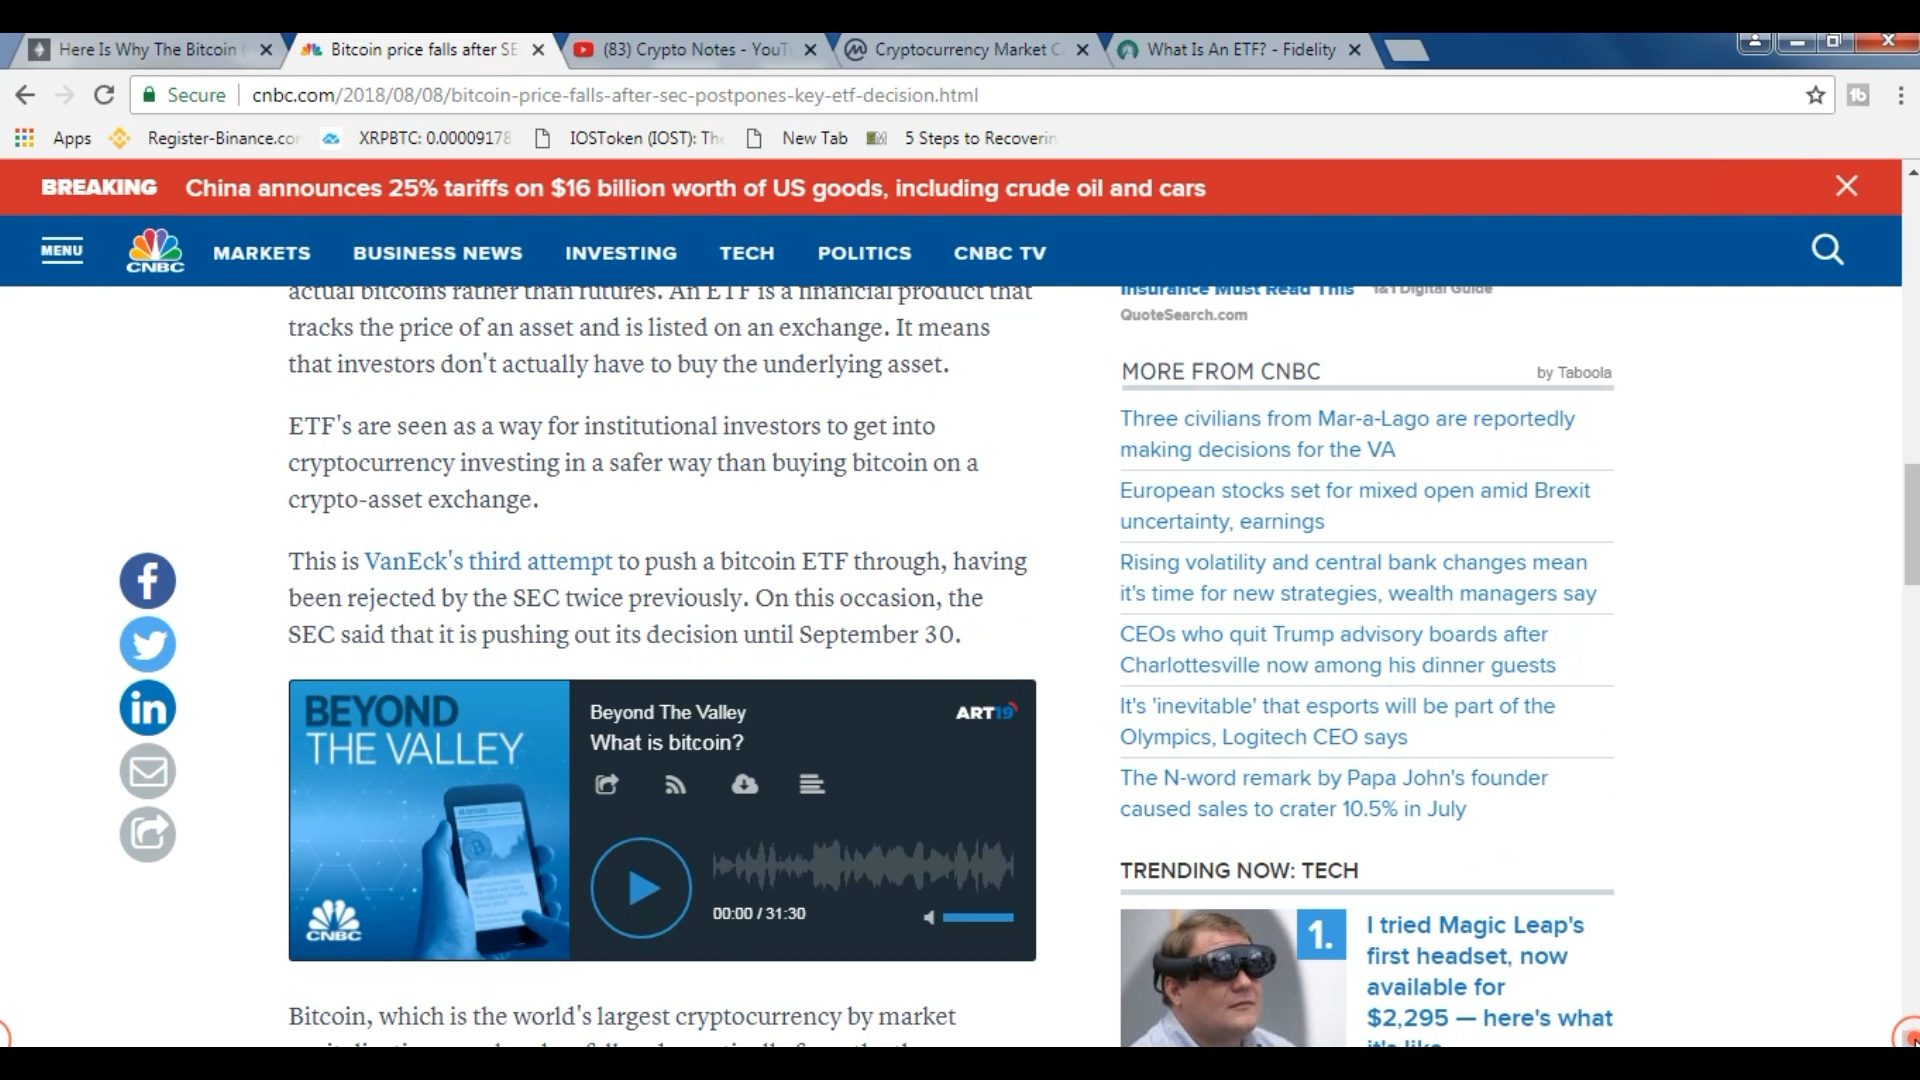 Here Is Why The Bitcoin
Bitcoin price falls after SE
(83) Crypto Notes - YouT
Cryptocurrency Market C
What Is An ETF? - Fidelity
Secure
cnbc.com/2018/08/08/bitcoin-price-falls-after-sec-postpones-key-etf-decision.html
Apps
Register-Binance.co
XRPBTC: 0.00009178
IOSToken (IOST): Th
New Tab
5 Steps to Recoverin
BREAKING China announces 25% tariffs on $16 billion worth of US goods, including crude oil and cars
MENU
CNBC
MARKETS
BUSINESS NEWS
INVESTING
TECH
POLITICS
CNBC TV
actual bitcoins rather than futures. An ETF is a financial product that
tracks the price of an asset and is listed on an exchange. It means
that investors don't actually have to buy the underlying asset.
ETF's are seen as a way for institutional investors to get into
cryptocurrency investing in a safer way than buying bitcoin on a
crypto-asset exchange.
This is VanEck's third attempt to push a bitcoin ETF through, having
been rejected by the SEC twice previously. On this occasion, the
SEC said that it is pushing out its decision until September 30.
BEYOND
THE VALLEY
CNBC
Beyond The Valley
What is bitcoin?
ART19
00:00 / 31:30
Bitcoin, which is the world's largest cryptocurrency by market
Insurance Must Read This
1&1 Digital Guide
QuoteSearch.com
MORE FROM CNBC
by Taboola
Three civilians from Mar-a-Lago are reportedly
making decisions for the VA
European stocks set for mixed open amid Brexit
uncertainty, earnings
Rising volatility and central bank changes mean
it's time for new strategies, wealth managers say
CEOs who quit Trump advisory boards after
Charlottesville now among his dinner guests
It's 'inevitable' that esports will be part of the
Olympics, Logitech CEO says
The N-word remark by Papa John's founder
caused sales to crater 10.5% in July
TRENDING NOW: TECH
1.
I tried Magic Leap's
first headset, now
available for
$2,295 — here's what
it's like